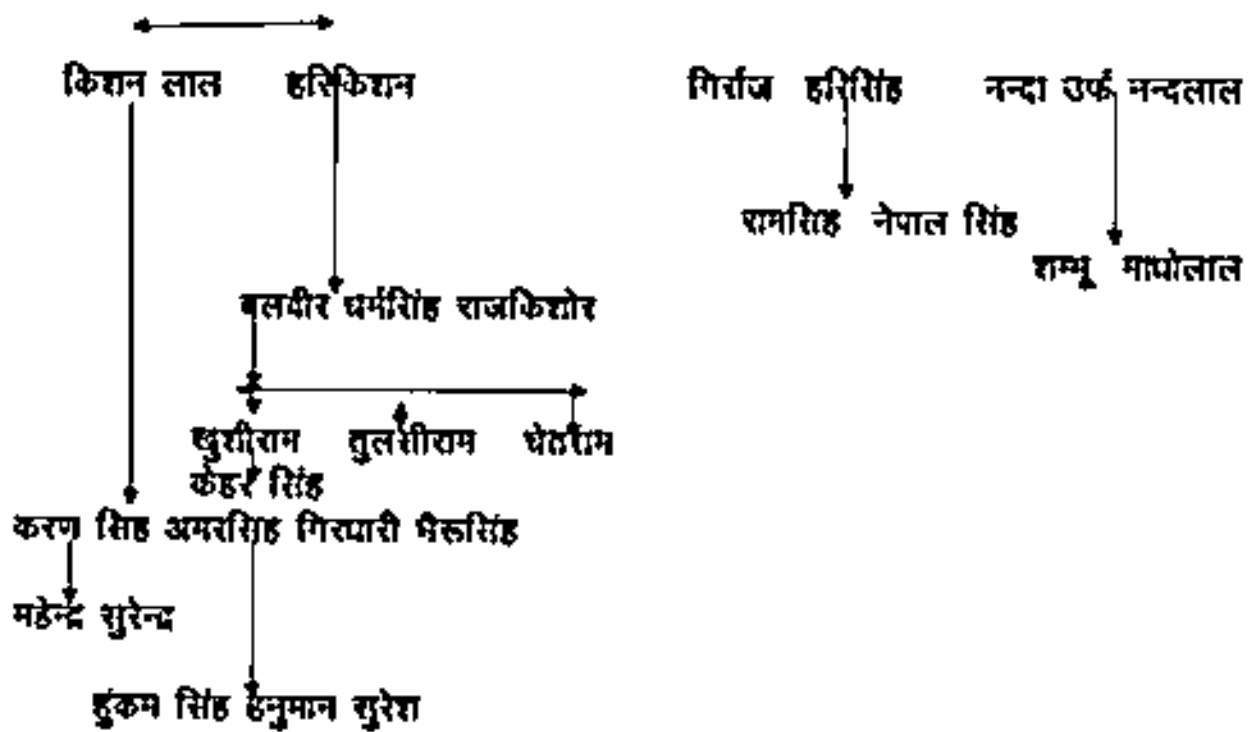 किशन लाल हरिकिशन गिर्राज हरिसिंह नन्दा उर्फ नन्दलाल
रामसिंह नेपाल सिंह
शम्भू माधोलाल
बलवीर धर्मसिंह राजकिशोर
खुशीराम तुलसीराम चेतराम
केहर सिंह
करण सिंह अमरसिंह गिरधारी भैरूसिंह
महेन्द्र सुरेन्द्र
हुंकम सिंह हनुमान सुरेश